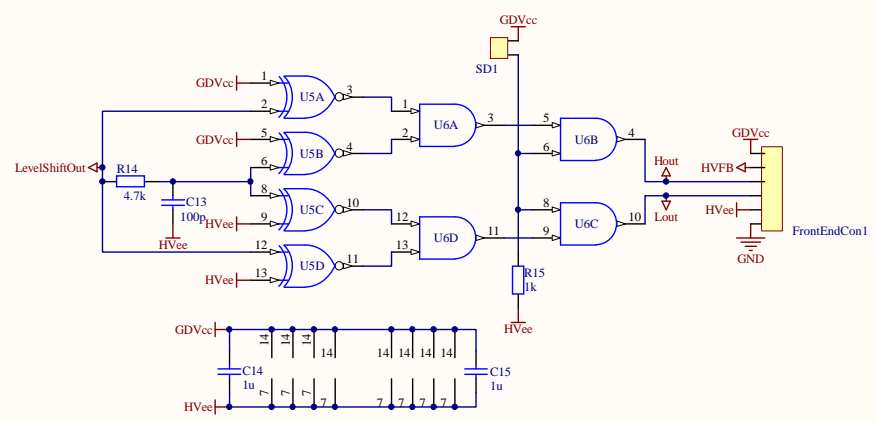 GDVcc
SD1
GDVcc
1
2
U5A
3
1
2
U6A
3
5
6
U6B
4
GDVcc
5
6
U5B
4
LevelShiftOut
R14
4.7k
C13
100p
HVee
8
9
HVee
U5C
10
12
13
U6D
11
8
9
U6C
10
12
13
HVee
U5D
11
Hout
Lout
GDVcc
HVFB
HVee
GND
FrontEndCon1
R15
1k
HVee
GDVcc
14
14
14
14
14
14
14
14
C14
1u
C15
1u
7
7
7
7
7
7
7
7
HVee